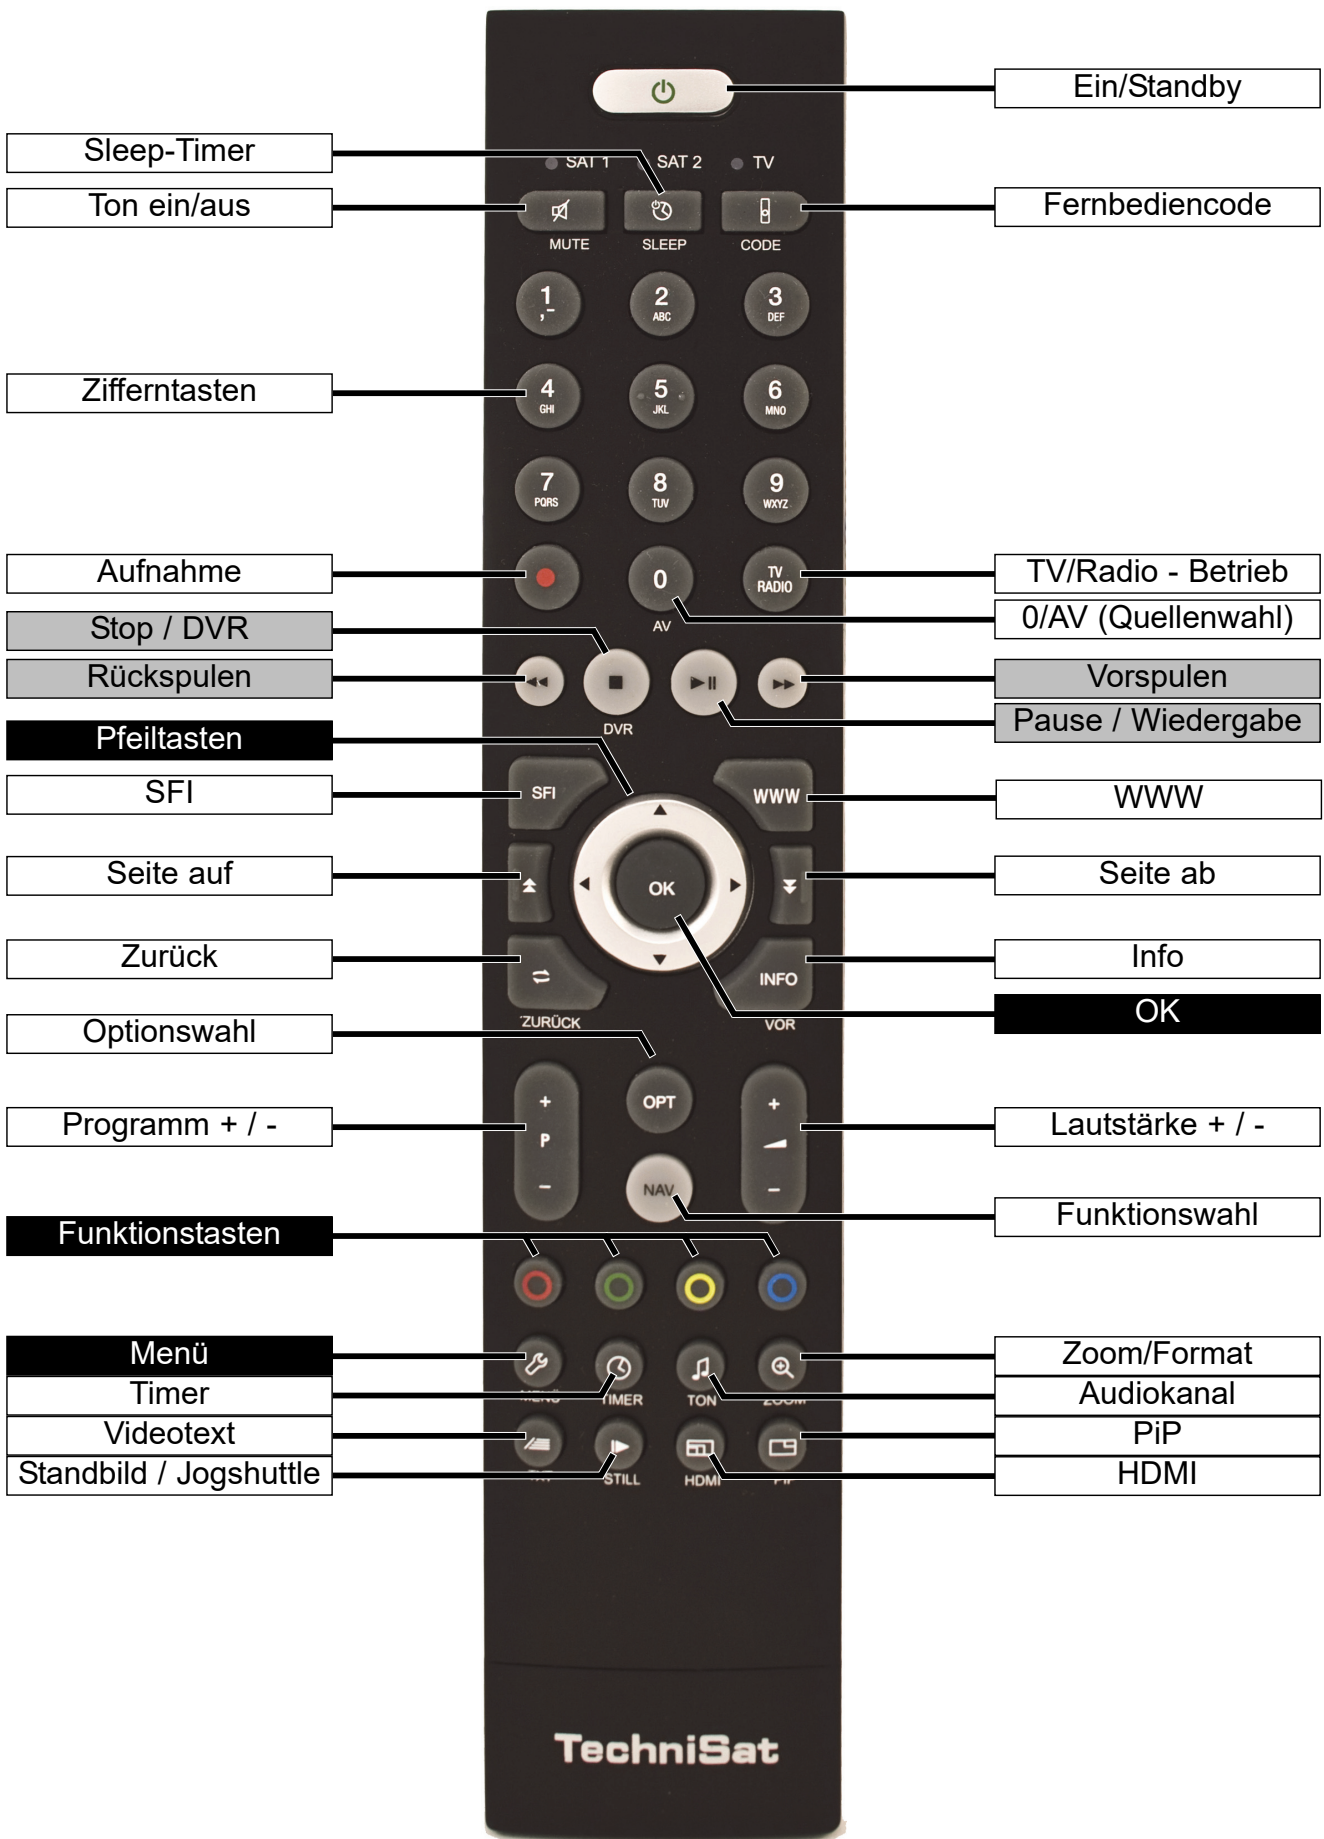 Ein/Standby
Sleep-Timer
SAT 1 SAT 2 TV
Ton ein/aus
Fernbediencode
MUTE SLEEP CODE
1 2 3
,- ABC DEF
Zifferntasten
4 5 6
GHI JKL MNO
7 8 9
PQRS TUV WXYZ
Aufnahme
0
TV
RADIO
TV/Radio - Betrieb
0/AV (Quellenwahl)
AV
Stop / DVR
Rückspulen
Vorspulen
Pause / Wiedergabe
DVR
Pfeiltasten
SFI
SFI
WWW
WWW
Seite auf
OK
Seite ab
Zurück
INFO
Info
OK
ZURÜCK
VOR
Optionswahl
OPT
Programm + / -
+
P
-
+
-
Lautstärke + / -
NAV
Funktionswahl
Funktionstasten
Menü
Zoom/Format
Timer
MENÜ TIMER TON ZOOM
Audiokanal
Videotext
PiP
Standbild / Jogshuttle
TXT STILL HDMI PIP
HDMI
TechniSat